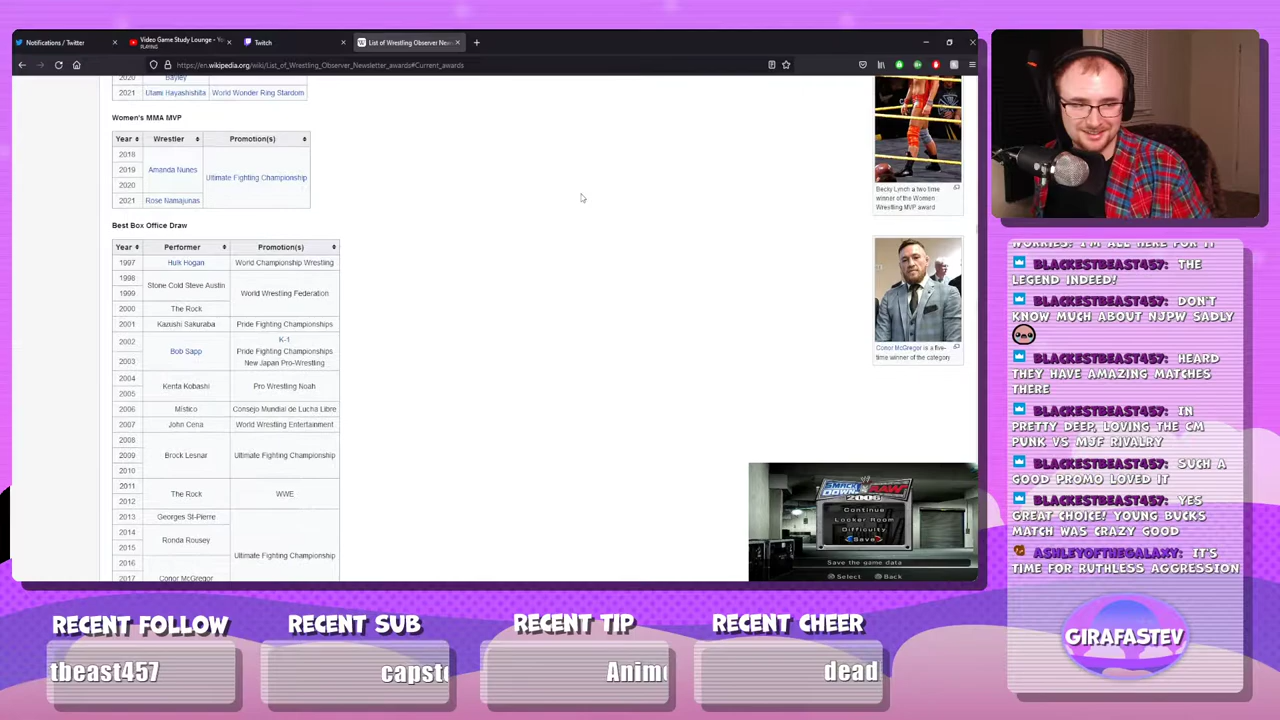 Notifications / Twitter
Video Game Study Lounge - Yo
PLAYING
Twitch
List of Wrestling Observer New
https://en.wikipedia.org/wiki/List_of_Wrestling_Observer_Newsletter_awards#Current_awards
2020 Bayley
2021 Utami Hayashishita World Wonder Ring Stardom
Women's MMA MVP
Year Wrestler Promotion(s)
2018
2019 Amanda Nunes
2020 Ultimate Fighting Championship
2021 Rose Namajunas
Best Box Office Draw
Year Performer Promotion(s)
1997 Hulk Hogan World Championship Wrestling
1998
Stone Cold Steve Austin
1999 World Wrestling Federation
2000 The Rock
2001 Kazushi Sakuraba Pride Fighting Championships
2002 K-1
Bob Sapp Pride Fighting Championships
2003 New Japan Pro-Wrestling
2004
Kenta Kobashi Pro Wrestling Noah
2005
2006 Místico Consejo Mundial de Lucha Libre
2007 John Cena World Wrestling Entertainment
2008
2009 Brock Lesnar Ultimate Fighting Championship
2010
2011
The Rock WWE
2012
2013 Georges St-Pierre
2014
Ronda Rousey
2015
Ultimate Fighting Championship
2016
2017 Conor McGregor
Becky Lynch a two time
winner of the Women
Wrestling MVP award
Conor McGregor is a five-
time winner of the category
SMACK
DOWN! RAW
2006
Continue
Locker Room
Difficulty
Save
Save the game data
Select Back
WORRIES! I'M ALL HERE FOR IT
BLACKESTBEAST457: THE
LEGEND INDEED!
BLACKESTBEAST457: DON'T
KNOW MUCH ABOUT NJPW SADLY
BLACKESTBEAST457: HEARD
THEY HAVE AMAZING MATCHES
THERE
BLACKESTBEAST457: IN
PRETTY DEEP, LOVING THE CM
PUNK VS MJF RIVALRY
BLACKESTBEAST457: SUCH A
GOOD PROMO LOVED IT
BLACKESTBEAST457: YES
GREAT CHOICE! YOUNG BUCKS
MATCH WAS CRAZY GOOD
ASHLEYOFTHEGALAXY: IT'S
TIME FOR RUTHLESS AGGRESSION
GIRAFASTEV
RECENT FOLLOW
tbeast457
RECENT SUB
capst
RECENT TIP
Anim
RECENT CHEER
dead